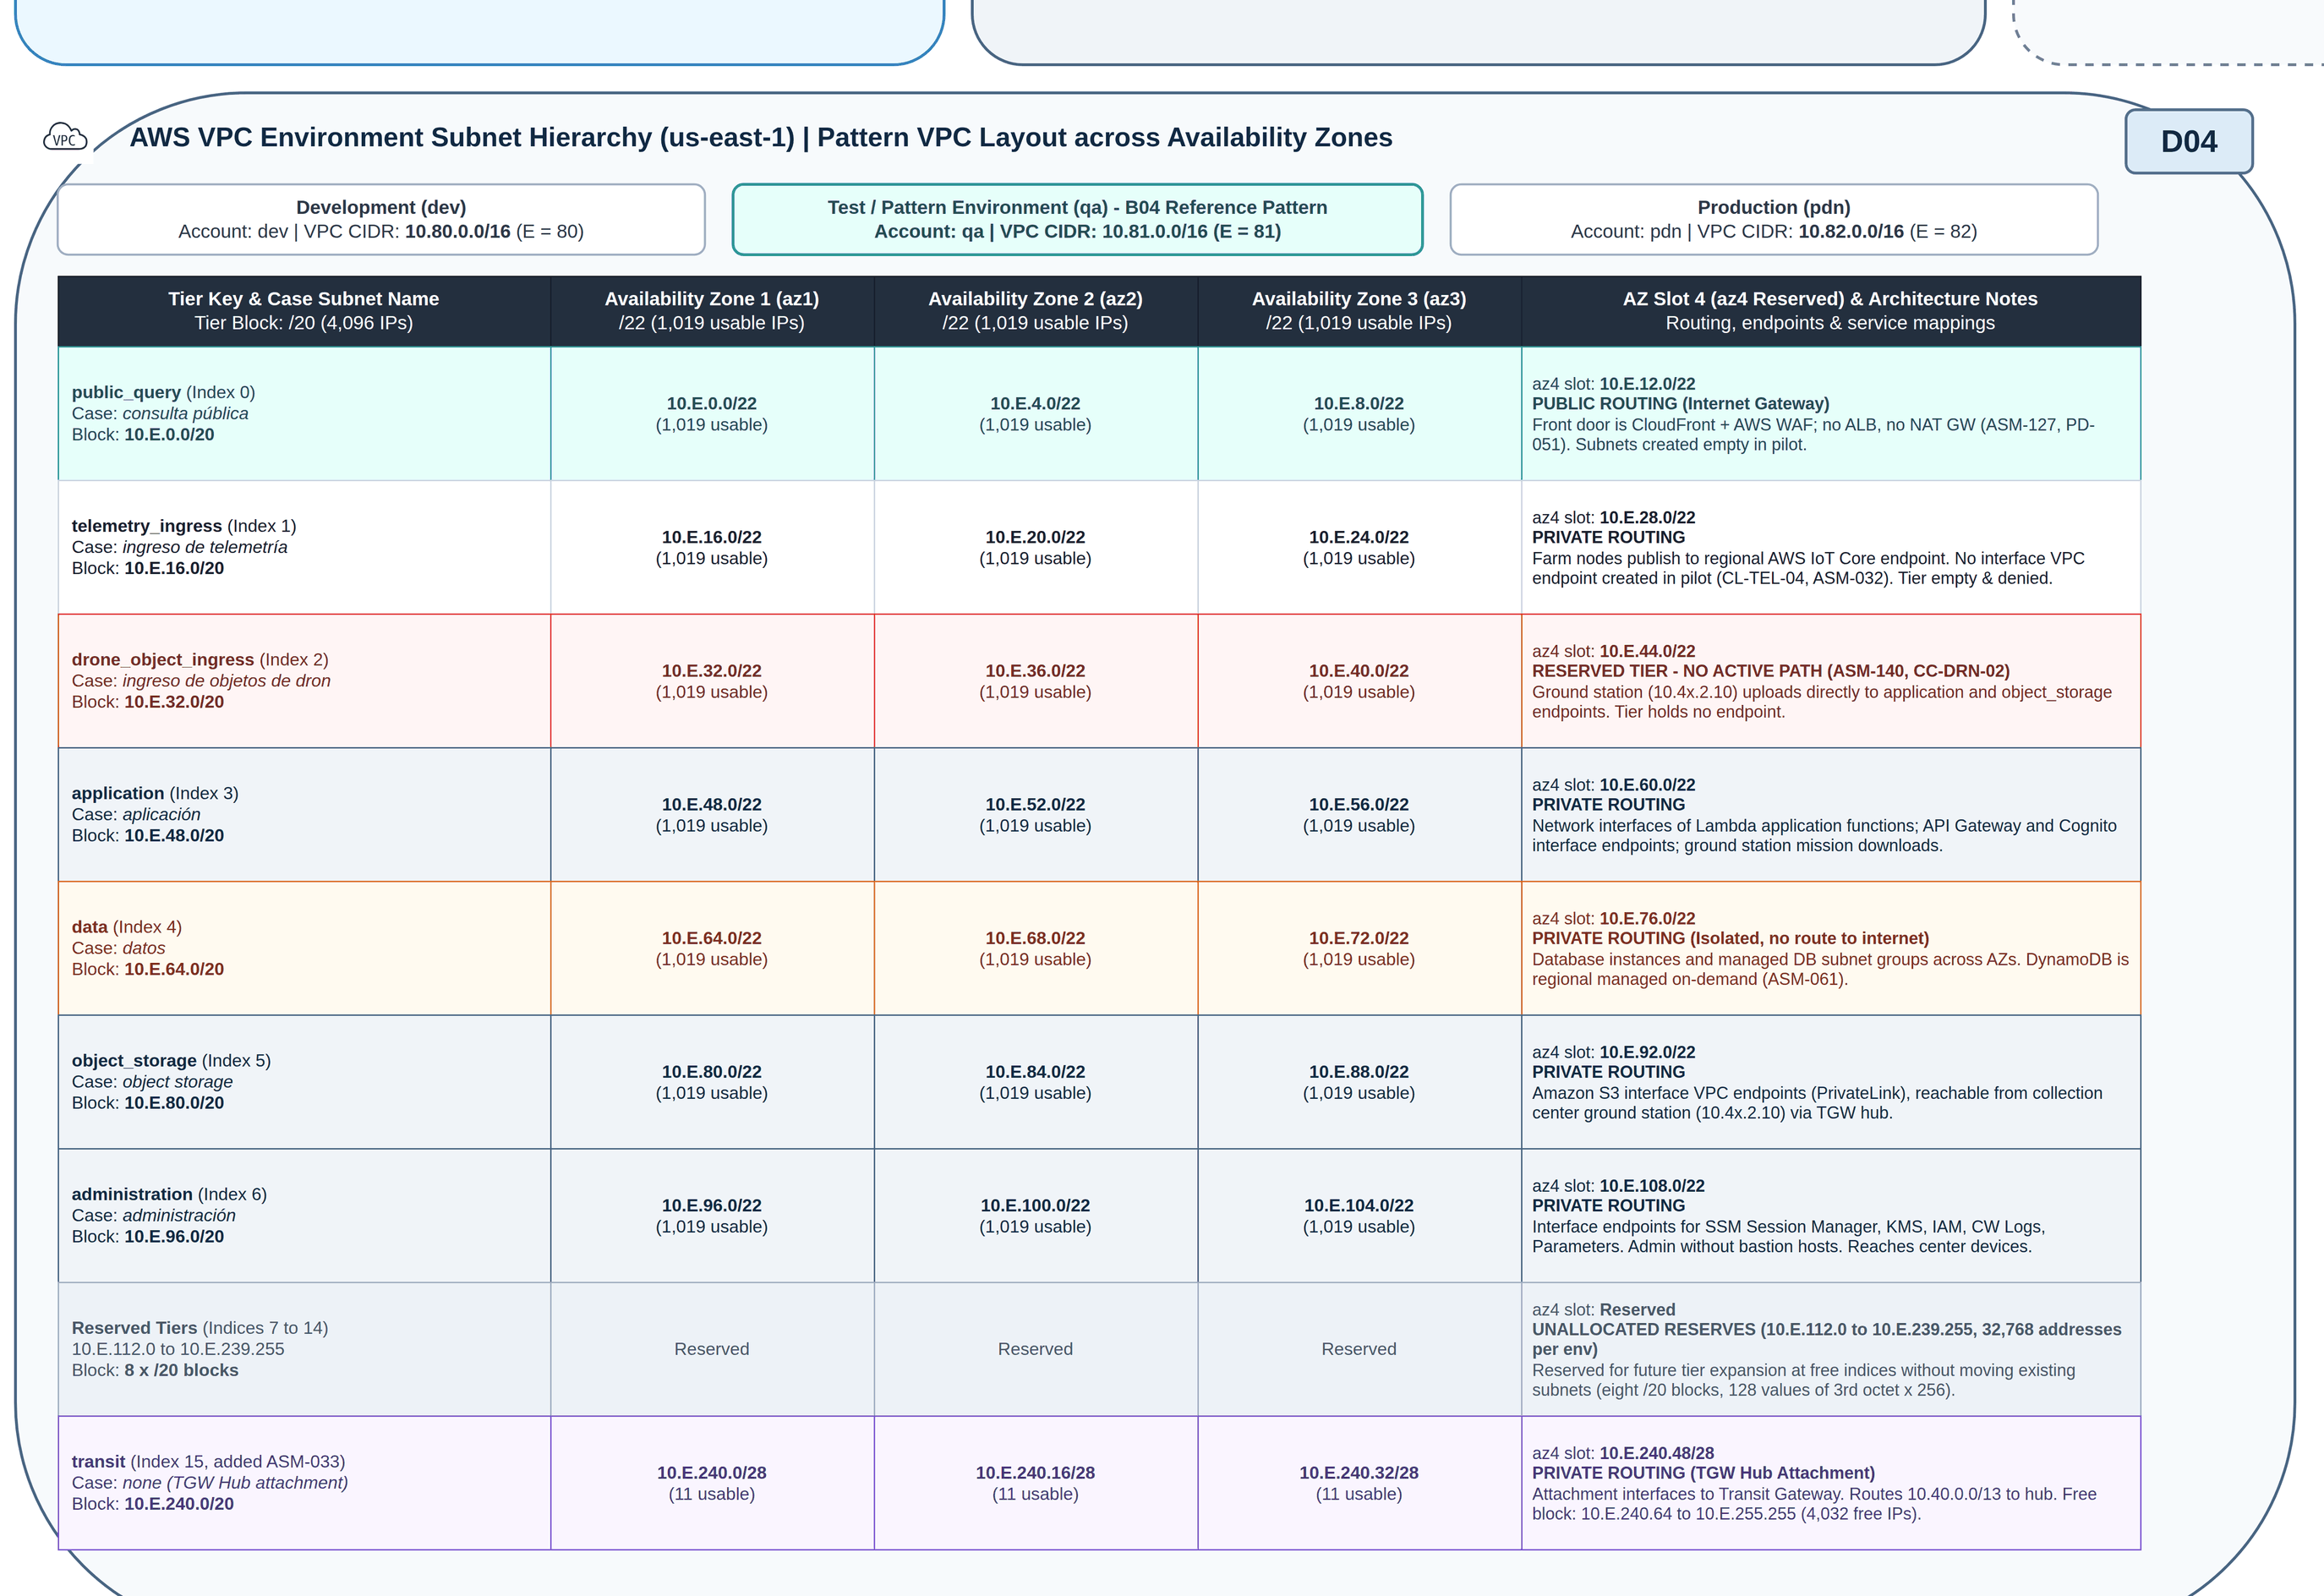 VPC
AWS VPC Environment Subnet Hierarchy (us-east-1) | Pattern VPC Layout across Availability Zones
D04
Development (dev)
Account: dev | VPC CIDR: 10.80.0.0/16 (E = 80)
Test / Pattern Environment (qa) - B04 Reference Pattern
Account: qa | VPC CIDR: 10.81.0.0/16 (E = 81)
Production (pdn)
Account: pdn | VPC CIDR: 10.82.0.0/16 (E = 82)
Tier Key & Case Subnet Name
Tier Block: /20 (4,096 IPs)
Availability Zone 1 (az1)
/22 (1,019 usable IPs)
Availability Zone 2 (az2)
/22 (1,019 usable IPs)
Availability Zone 3 (az3)
/22 (1,019 usable IPs)
AZ Slot 4 (az4 Reserved) & Architecture Notes
Routing, endpoints & service mappings
public_query (Index 0)
Case: consulta pública
Block: 10.E.0.0/20
10.E.0.0/22
(1,019 usable)
10.E.4.0/22
(1,019 usable)
10.E.8.0/22
(1,019 usable)
az4 slot: 10.E.12.0/22
PUBLIC ROUTING (Internet Gateway)
Front door is CloudFront + AWS WAF; no ALB, no NAT GW (ASM-127, PD-
051). Subnets created empty in pilot.
telemetry_ingress (Index 1)
Case: ingreso de telemetría
Block: 10.E.16.0/20
10.E.16.0/22
(1,019 usable)
10.E.20.0/22
(1,019 usable)
10.E.24.0/22
(1,019 usable)
az4 slot: 10.E.28.0/22
PRIVATE ROUTING
Farm nodes publish to regional AWS IoT Core endpoint. No interface VPC
endpoint created in pilot (CL-TEL-04, ASM-032). Tier empty & denied.
drone_object_ingress (Index 2)
Case: ingreso de objetos de dron
Block: 10.E.32.0/20
10.E.32.0/22
(1,019 usable)
10.E.36.0/22
(1,019 usable)
10.E.40.0/22
(1,019 usable)
az4 slot: 10.E.44.0/22
RESERVED TIER - NO ACTIVE PATH (ASM-140, CC-DRN-02)
Ground station (10.4x.2.10) uploads directly to application and object_storage
endpoints. Tier holds no endpoint.
application (Index 3)
Case: aplicación
Block: 10.E.48.0/20
10.E.48.0/22
(1,019 usable)
10.E.52.0/22
(1,019 usable)
10.E.56.0/22
(1,019 usable)
az4 slot: 10.E.60.0/22
PRIVATE ROUTING
Network interfaces of Lambda application functions; API Gateway and Cognito
interface endpoints; ground station mission downloads.
data (Index 4)
Case: datos
Block: 10.E.64.0/20
10.E.64.0/22
(1,019 usable)
10.E.68.0/22
(1,019 usable)
10.E.72.0/22
(1,019 usable)
az4 slot: 10.E.76.0/22
PRIVATE ROUTING (Isolated, no route to internet)
Database instances and managed DB subnet groups across AZs. DynamoDB is
regional managed on-demand (ASM-061).
object_storage (Index 5)
Case: object storage
Block: 10.E.80.0/20
10.E.80.0/22
(1,019 usable)
10.E.84.0/22
(1,019 usable)
10.E.88.0/22
(1,019 usable)
az4 slot: 10.E.92.0/22
PRIVATE ROUTING
Amazon S3 interface VPC endpoints (PrivateLink), reachable from collection
center ground station (10.4x.2.10) via TGW hub.
administration (Index 6)
Case: administración
Block: 10.E.96.0/20
10.E.96.0/22
(1,019 usable)
10.E.100.0/22
(1,019 usable)
10.E.104.0/22
(1,019 usable)
az4 slot: 10.E.108.0/22
PRIVATE ROUTING
Interface endpoints for SSM Session Manager, KMS, IAM, CW Logs,
Parameters. Admin without bastion hosts. Reaches center devices.
Reserved Tiers (Indices 7 to 14)
10.E.112.0 to 10.E.239.255
Block: 8 x /20 blocks
Reserved
Reserved
Reserved
az4 slot: Reserved
UNALLOCATED RESERVES (10.E.112.0 to 10.E.239.255, 32,768 addresses
per env)
Reserved for future tier expansion at free indices without moving existing
subnets (eight /20 blocks, 128 values of 3rd octet x 256).
transit (Index 15, added ASM-033)
Case: none (TGW Hub attachment)
Block: 10.E.240.0/20
10.E.240.0/28
(11 usable)
10.E.240.16/28
(11 usable)
10.E.240.32/28
(11 usable)
az4 slot: 10.E.240.48/28
PRIVATE ROUTING (TGW Hub Attachment)
Attachment interfaces to Transit Gateway. Routes 10.40.0.0/13 to hub. Free
block: 10.E.240.64 to 10.E.255.255 (4,032 free IPs).